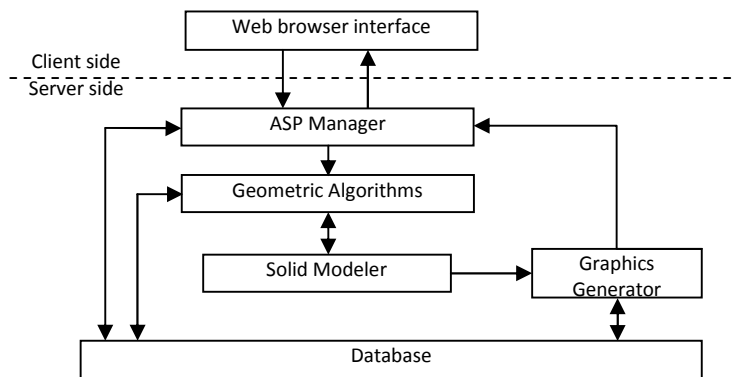 Web browser interface
Client side
Server side
ASP Manager
Geometric Algorithms
Solid Modeler
Graphics
Generator
Database